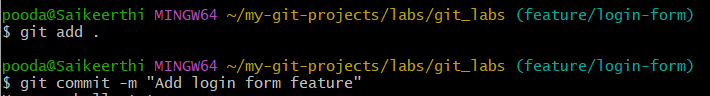 pooda@Saikeerthi MINGW64 ~/my-git-projects/labs/git_labs (feature/login-form)
$ git add .
pooda@Saikeerthi MINGW64 ~/my-git-projects/labs/git_labs (feature/login-form)
$ git commit -m "Add login form feature"